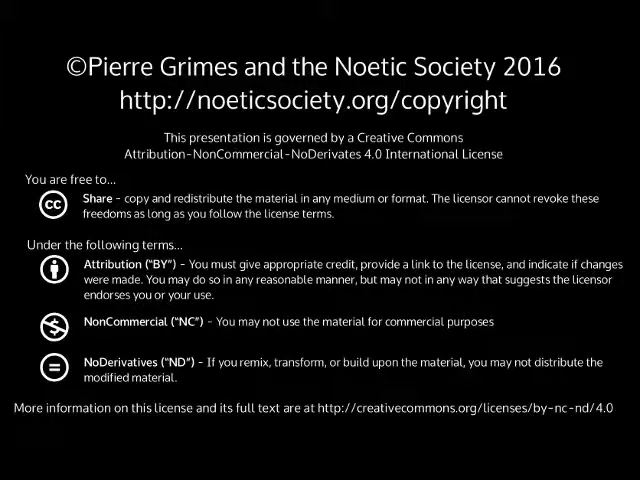 ©Pierre Grimes and the Noetic Society 2016
http://noeticsociety.org/copyright
This presentation is governed by a Creative Commons
Attribution-NonCommercial-NoDerivates 4.0 International License
You are free to...
cc
Share - copy and redistribute the material in any medium or format. The licensor cannot revoke these
freedoms as long as you follow the license terms.
Under the following terms...
Attribution ("BY") - You must give appropriate credit, provide a link to the license, and indicate if changes
were made. You may do so in any reasonable manner, but may not in any way that suggests the licensor
endorses you or your use.
NonCommercial ("NC") - You may not use the material for commercial purposes
NoDerivatives ("ND") - If you remix, transform, or build upon the material, you may not distribute the
modified material.
More information on this license and its full text are at http://creativecommons.org/licenses/by-nc-nd/4.0